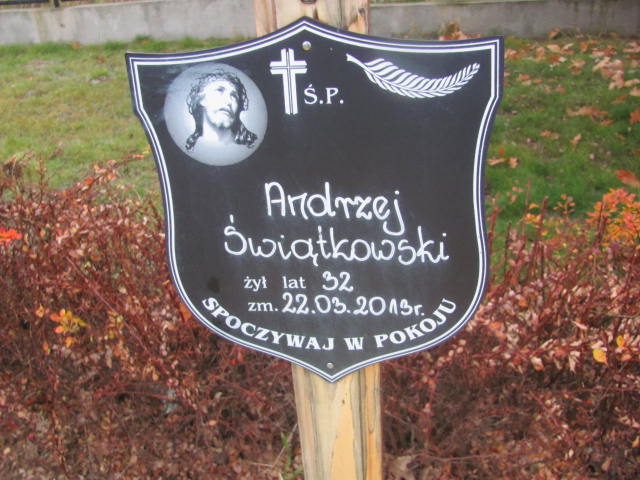 Ś.P.
Andrzej
Świątkowski
żył lat 32
zm. 22.03.2013r.
SPOCZYWAJ W POKOJU